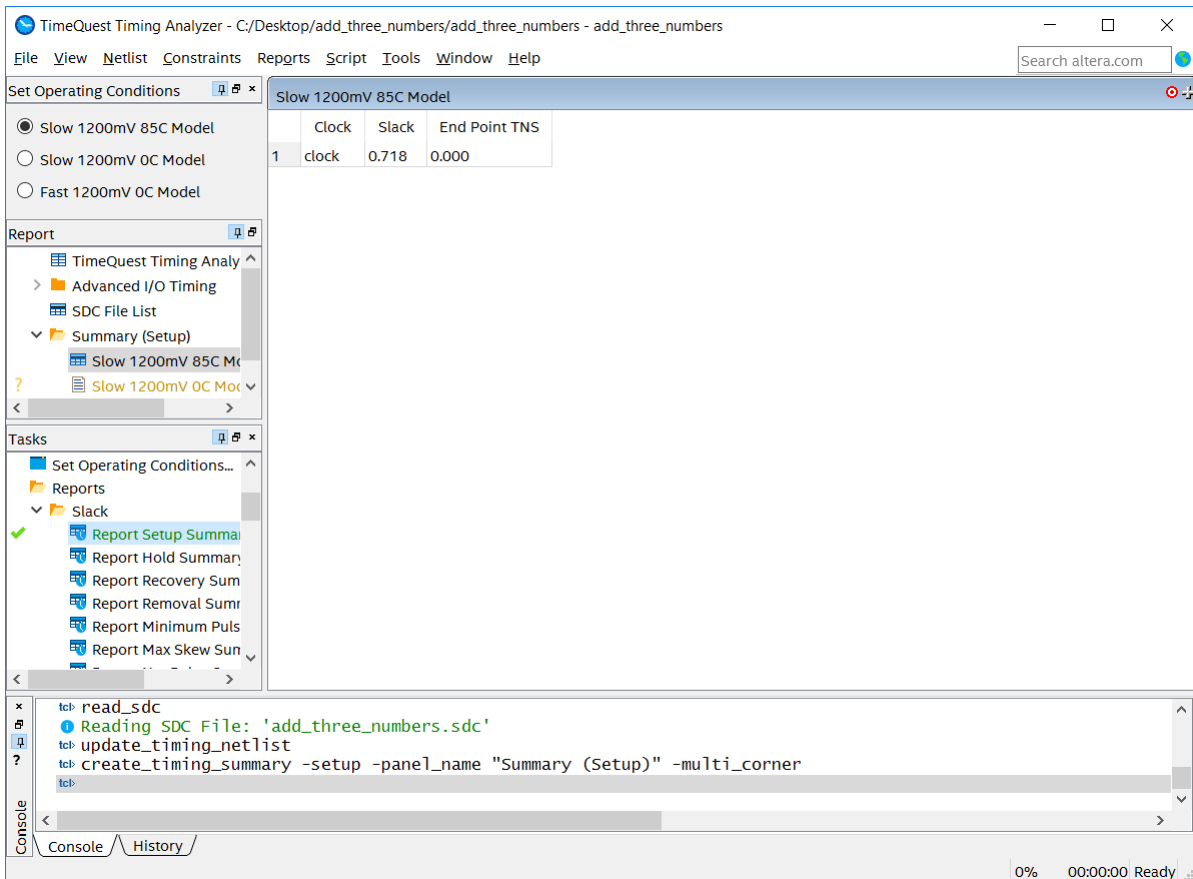 TimeQuest Timing Analyzer - C:/Desktop/add_three_numbers/add_three_numbers - add_three_numbers
File View Netlist Constraints Reports Script Tools Window Help
Search altera.com
Set Operating Conditions
Slow 1200mV 85C Model
Slow 1200mV 0C Model
Fast 1200mV 0C Model
Report
TimeQuest Timing Analy
Advanced I/O Timing
SDC File List
Summary (Setup)
Slow 1200mV 85C Mo
? Slow 1200mV 0C Mod
Tasks
Set Operating Conditions...
Reports
Slack
Report Setup Summar
Report Hold Summary
Report Recovery Sum
Report Removal Summ
Report Minimum Puls
Report Max Skew Sum
Slow 1200mV 85C Model
Clock Slack End Point TNS
1 clock 0.718 0.000
tcl> read_sdc
Reading SDC File: 'add_three_numbers.sdc'
tcl> update_timing_netlist
tcl> create_timing_summary -setup -panel_name "Summary (Setup)" -multi_corner
tcl>
?
Console
Console History
0% 00:00:00 Ready